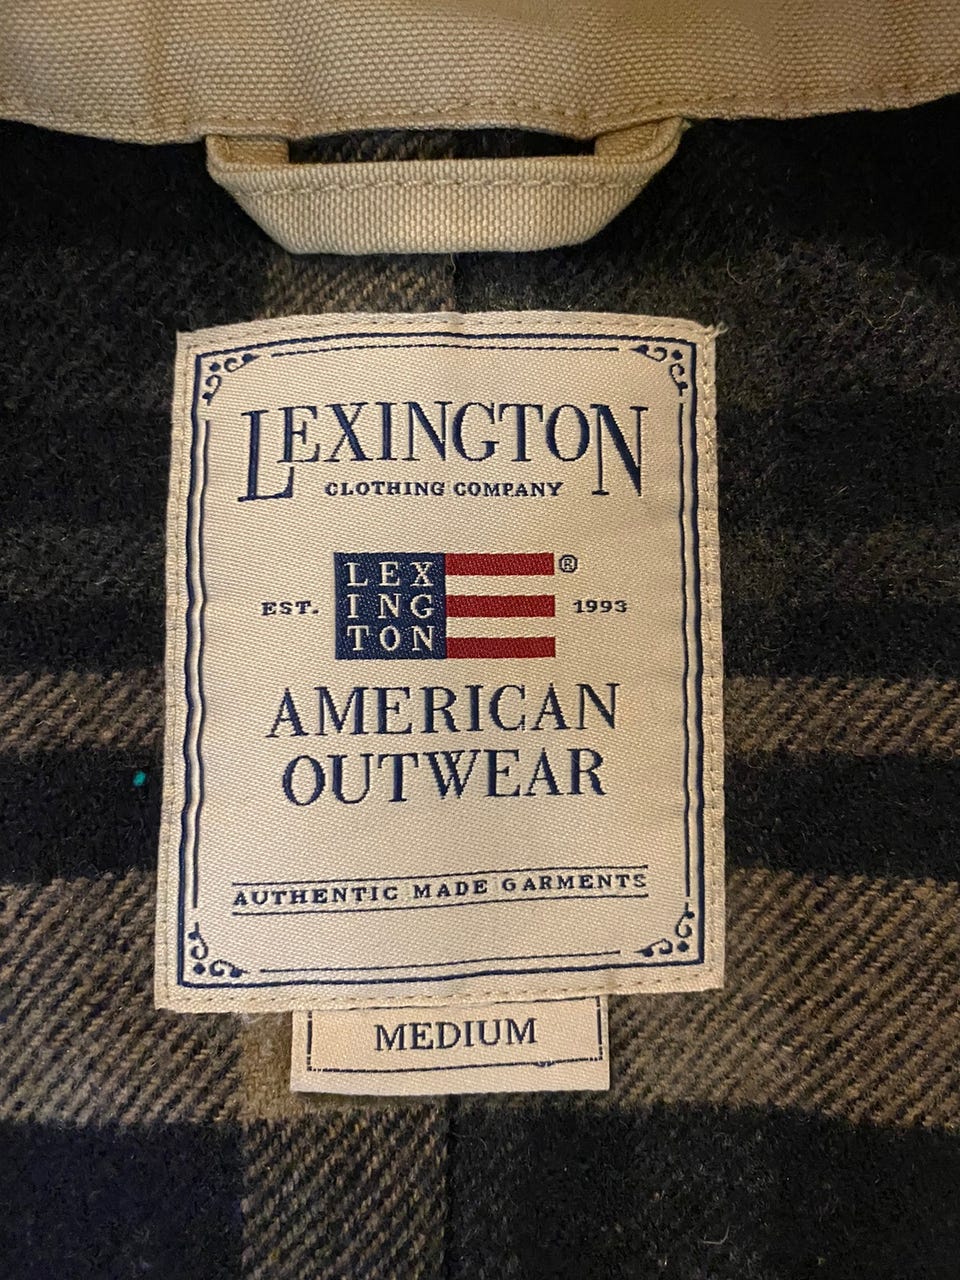 LEXINGTON
CLOTHING COMPANY
LEX
ING
TON
®
EST.
1993
AMERICAN
OUTWEAR
AUTHENTIC MADE GARMENTS
MEDIUM